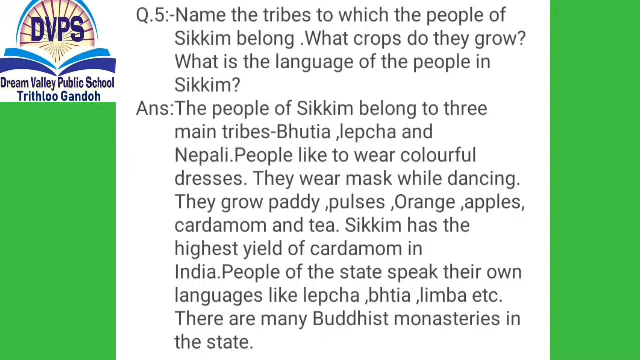 DVPS
Dream Valley Public School
Trithloo Gandoh
Q.5:-Name the tribes to which the people of
Sikkim belong .What crops do they grow?
What is the language of the people in
Sikkim?
Ans:The people of Sikkim belong to three
main tribes-Bhutia ,lepcha and
Nepali.People like to wear colourful
dresses. They wear mask while dancing.
They grow paddy ,pulses ,Orange ,apples,
cardamom and tea. Sikkim has the
highest yield of cardamom in
India.People of the state speak their own
languages like lepcha ,bhtia ,limba etc.
There are many Buddhist monasteries in
the state.